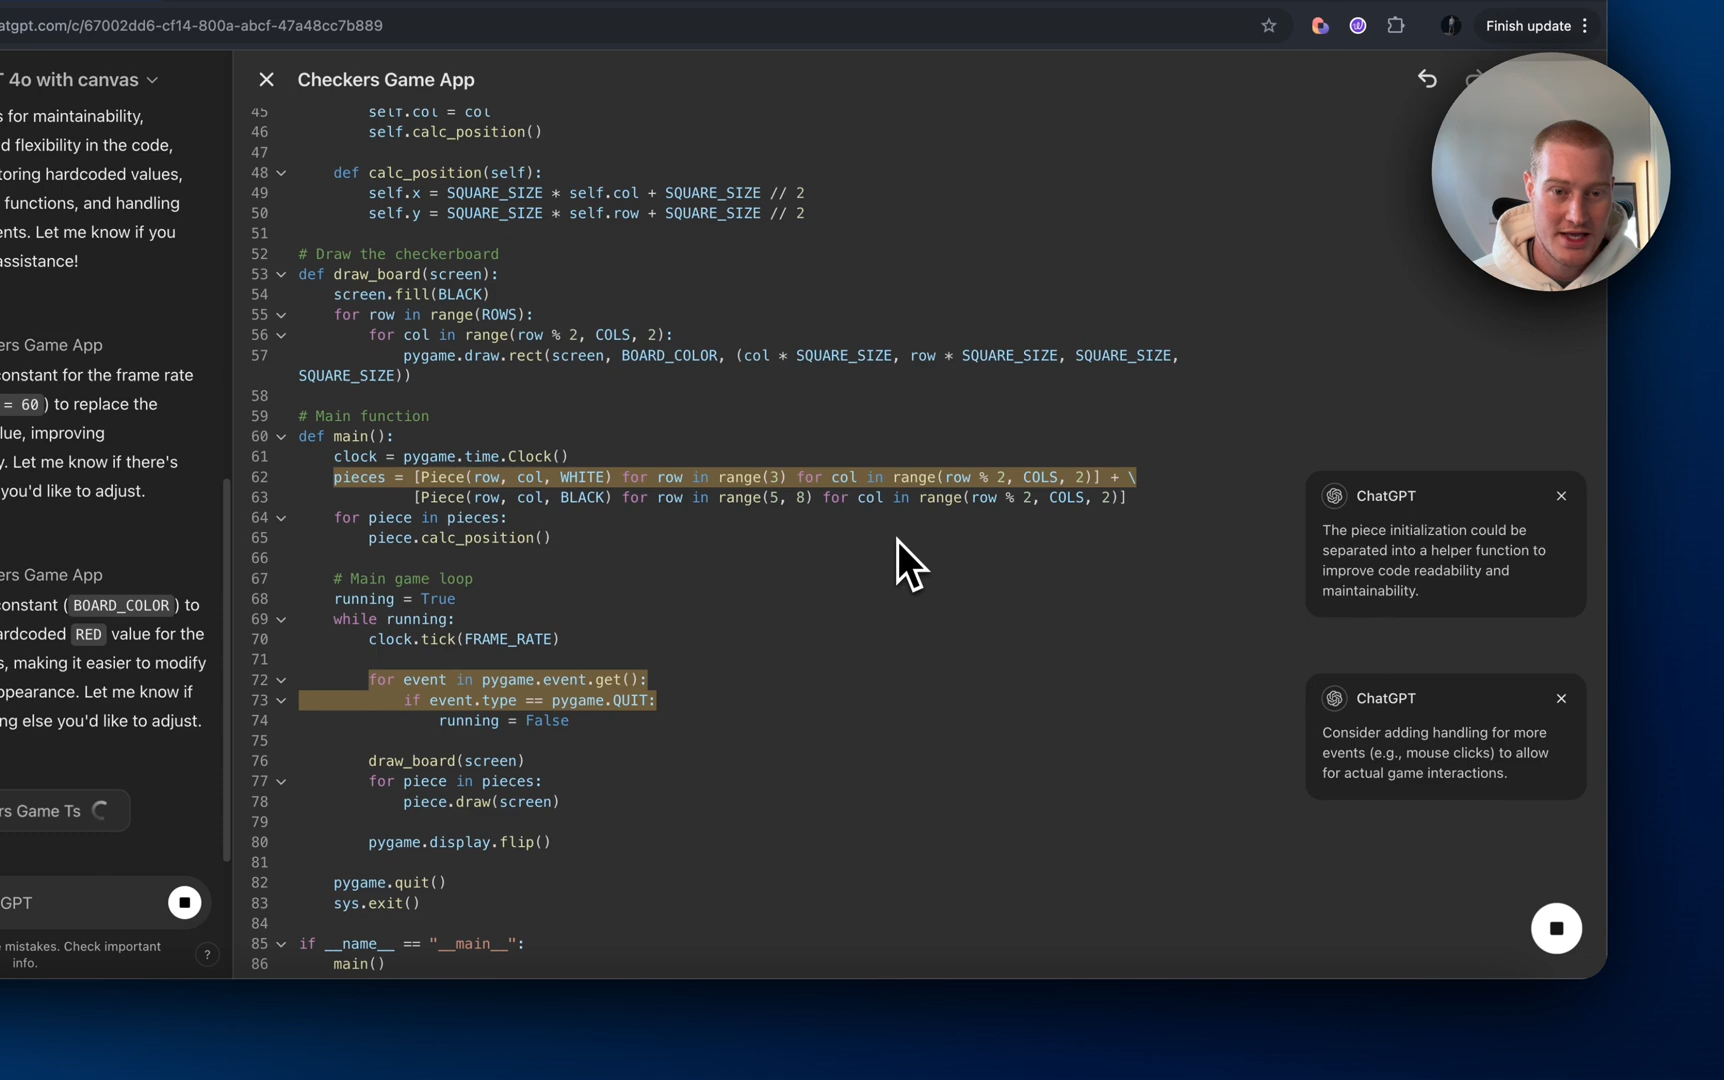 atgpt.com/c/67002dd6-cf14-800a-abcf-47a48cc7b889
Finish update
T 4o with canvas
s for maintainability,
d flexibility in the code,
toring hardcoded values,
functions, and handling
ents. Let me know if you
assistance!
ers Game App
constant for the frame rate
= 60 ) to replace the
lue, improving
y. Let me know if there's
you'd like to adjust.
ers Game App
constant ( BOARD_COLOR ) to
ardcoded RED value for the
s, making it easier to modify
ppearance. Let me know if
ng else you'd like to adjust.
rs Game Ts
GPT
e mistakes. Check important
info.
?
Checkers Game App
45 self.col = col
46 self.calc_position()
47
48 def calc_position(self):
49 self.x = SQUARE_SIZE * self.col + SQUARE_SIZE // 2
50 self.y = SQUARE_SIZE * self.row + SQUARE_SIZE // 2
51
52 # Draw the checkerboard
53 def draw_board(screen):
54 screen.fill(BLACK)
55 for row in range(ROWS):
56 for col in range(row % 2, COLS, 2):
57 pygame.draw.rect(screen, BOARD_COLOR, (col * SQUARE_SIZE, row * SQUARE_SIZE, SQUARE_SIZE,
SQUARE_SIZE))
58
59 # Main function
60 def main():
61 clock = pygame.time.Clock()
62 pieces = [Piece(row, col, WHITE) for row in range(3) for col in range(row % 2, COLS, 2)] + \
63 [Piece(row, col, BLACK) for row in range(5, 8) for col in range(row % 2, COLS, 2)]
64 for piece in pieces:
65 piece.calc_position()
66
67 # Main game loop
68 running = True
69 while running:
70 clock.tick(FRAME_RATE)
71
72 for event in pygame.event.get():
73 if event.type == pygame.QUIT:
74 running = False
75
76 draw_board(screen)
77 for piece in pieces:
78 piece.draw(screen)
79
80 pygame.display.flip()
81
82 pygame.quit()
83 sys.exit()
84
85 if __name__ == "__main__":
86 main()
ChatGPT
The piece initialization could be
separated into a helper function to
improve code readability and
maintainability.
ChatGPT
Consider adding handling for more
events (e.g., mouse clicks) to allow
for actual game interactions.